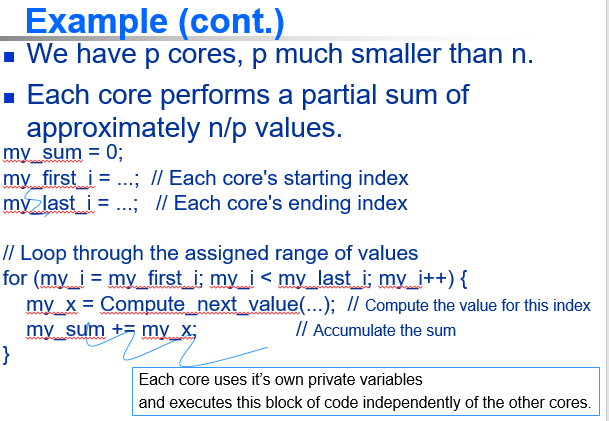 Example (cont.)
We have p cores, p much smaller than n.
Each core performs a partial sum of
approximately n/p values.
my_sum = 0;
my_first_i = ...;  // Each core's starting index
my_last_i = ...;   // Each core's ending index
// Loop through the assigned range of values
for (my_i = my_first_i; my_i < my_last_i; my_i++) {
my_x = Compute_next_value(...);  // Compute the value for this index
my_sum += my_x;                // Accumulate the sum
}
Each core uses it’s own private variables
and executes this block of code independently of the other cores.